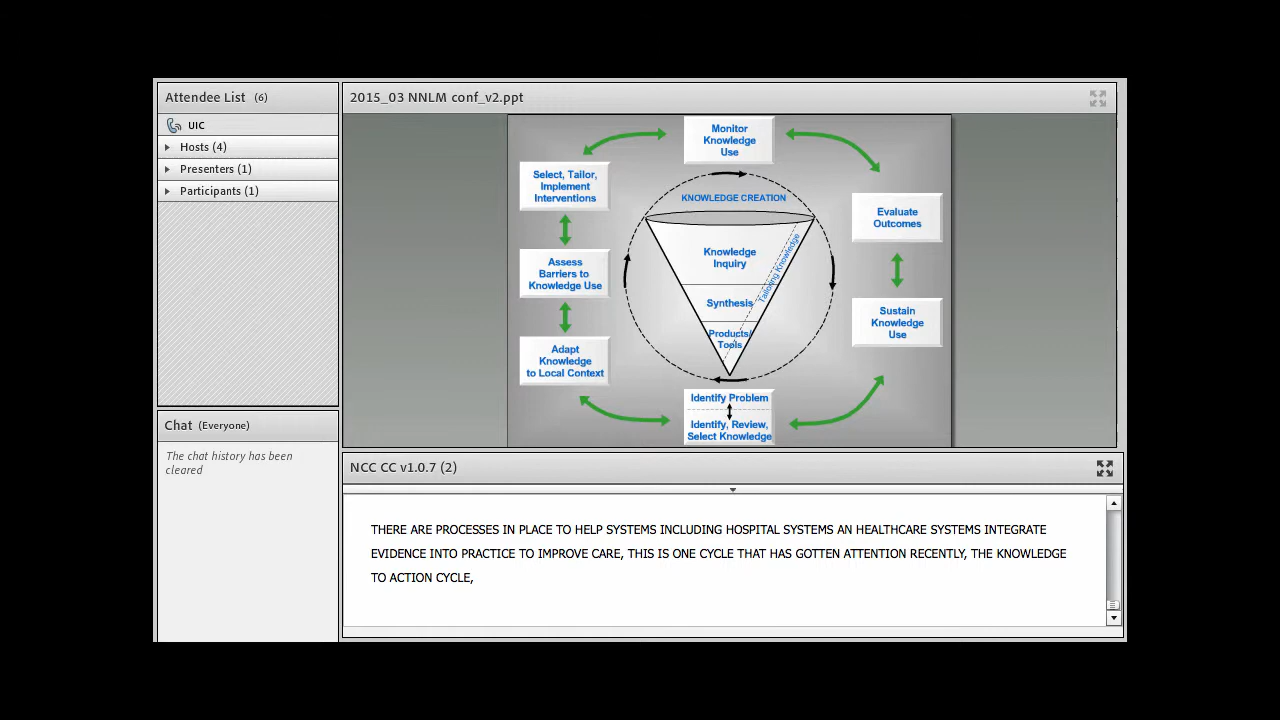 Attendee List (6)
UIC
Hosts (4)
Presenters (1)
Participants (1)
Chat (Everyone)
The chat history has been
cleared
2015_03 NNLM conf_v2.ppt
Monitor
Knowledge
Use
Select, Tailor,
Implement
Interventions
KNOWLEDGE CREATION
Evaluate
Outcomes
Knowledge
Inquiry
Tailoring Knowledge
Assess
Barriers to
Knowledge Use
Synthesis
Sustain
Knowledge
Use
Products/
Tools
Adapt
Knowledge
to Local Context
Identify Problem
Identify, Review,
Select Knowledge
NCC CC v1.0.7 (2)
THERE ARE PROCESSES IN PLACE TO HELP SYSTEMS INCLUDING HOSPITAL SYSTEMS AN HEALTHCARE SYSTEMS INTEGRATE
EVIDENCE INTO PRACTICE TO IMPROVE CARE, THIS IS ONE CYCLE THAT HAS GOTTEN ATTENTION RECENTLY, THE KNOWLEDGE
TO ACTION CYCLE,